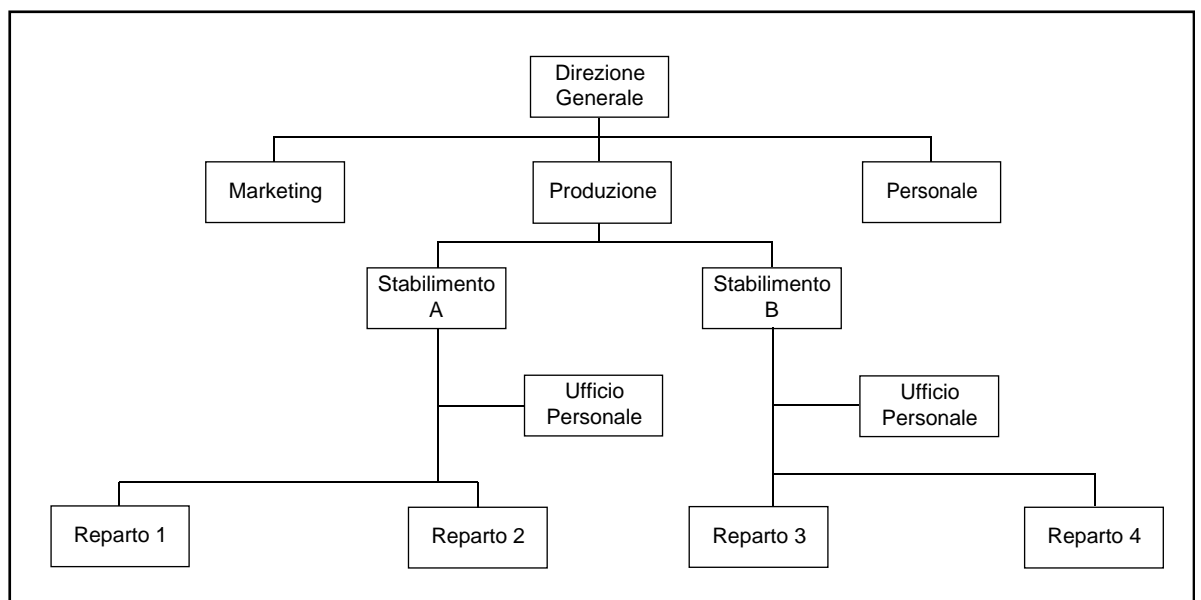 Direzione
Generale
Marketing
Produzione
Personale
Stabilimento
A
Stabilimento
B
Ufficio
Personale
Ufficio
Personale
Reparto 1
Reparto 2
Reparto 3
Reparto 4